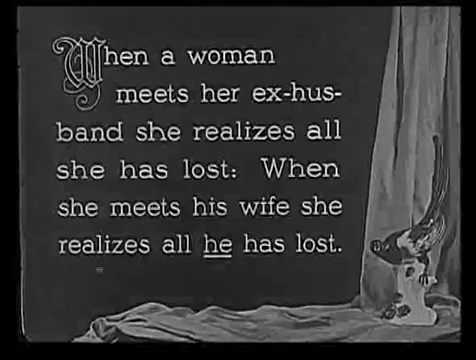 When a woman
meets her ex-hus-
band she realizes all
she has lost: When
she meets his wife she
realizes all he has lost.